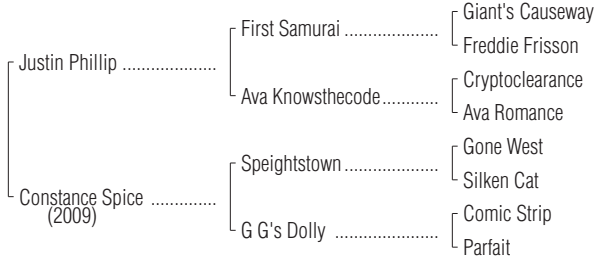 Giant's Causeway
First Samurai ....................
Freddie Frisson
Justin Phillip ....................
Cryptoclearance
Ava Knowsthecode............
Ava Romance
Gone West
Speightstown....................
Silken Cat
Constance Spice ..............
(2009)
Comic Strip
G G's Dolly ......................
Parfait